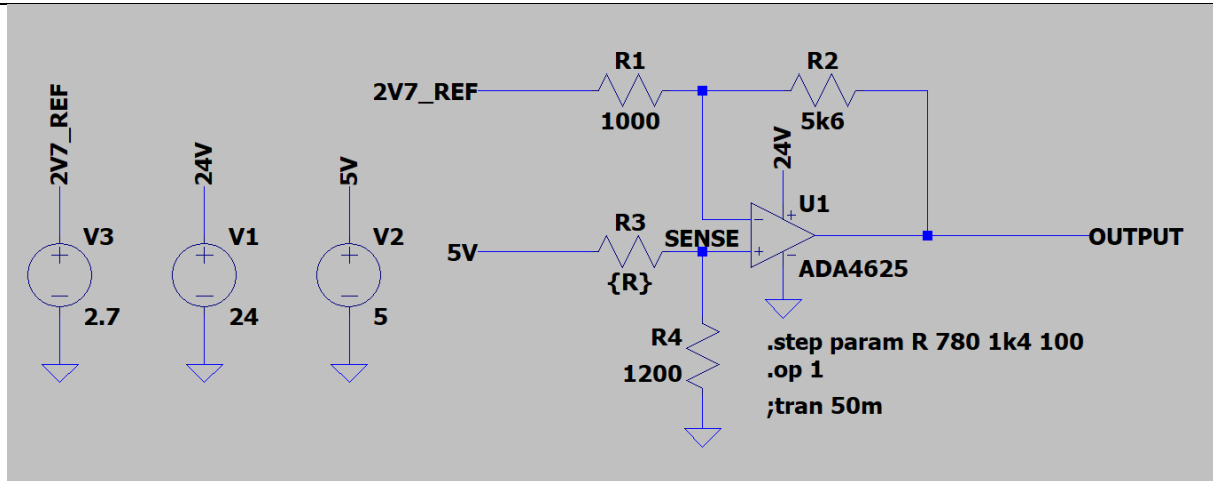 2V7_REF
V3
2.7
24V
V1
24
5V
V2
5
2V7_REF
R1
1000
R2
5k6
24V
U1
ADA4625
5V
R3
{R}
SENSE
OUTPUT
R4
1200
.step param R 780 1k4 100
.op 1
;tran 50m